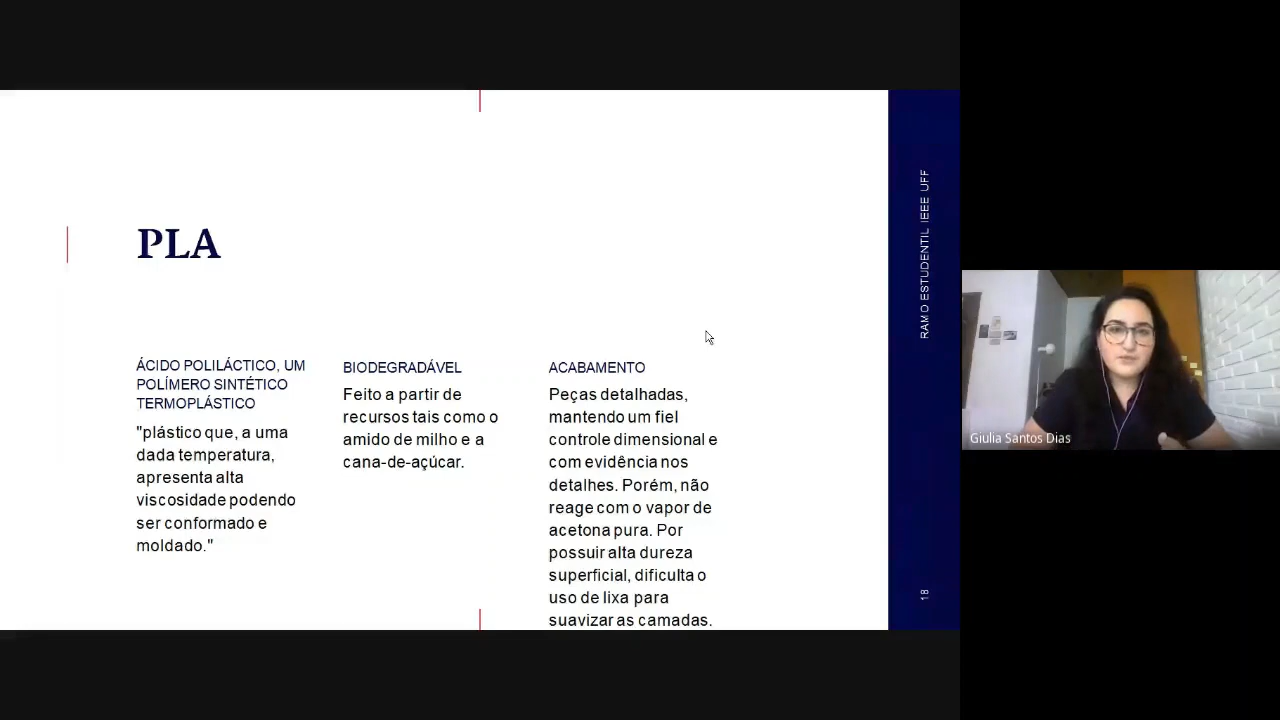 PLA
ÁCIDO POLILÁCTICO, UM
POLÍMERO SINTÉTICO
TERMOPLÁSTICO
"plástico que, a uma
dada temperatura,
apresenta alta
viscosidade podendo
ser conformado e
moldado."
BIODEGRADÁVEL
Feito a partir de
recursos tais como o
amido de milho e a
cana-de-açúcar.
ACABAMENTO
Peças detalhadas,
mantendo um fiel
controle dimensional e
com evidência nos
detalhes. Porém, não
reage com o vapor de
acetona pura. Por
possuir alta dureza
superficial, dificulta o
uso de lixa para
suavizar as camadas.
RAMO ESTUDENTIL IEEE UFF
18
Giulia Santos Dias